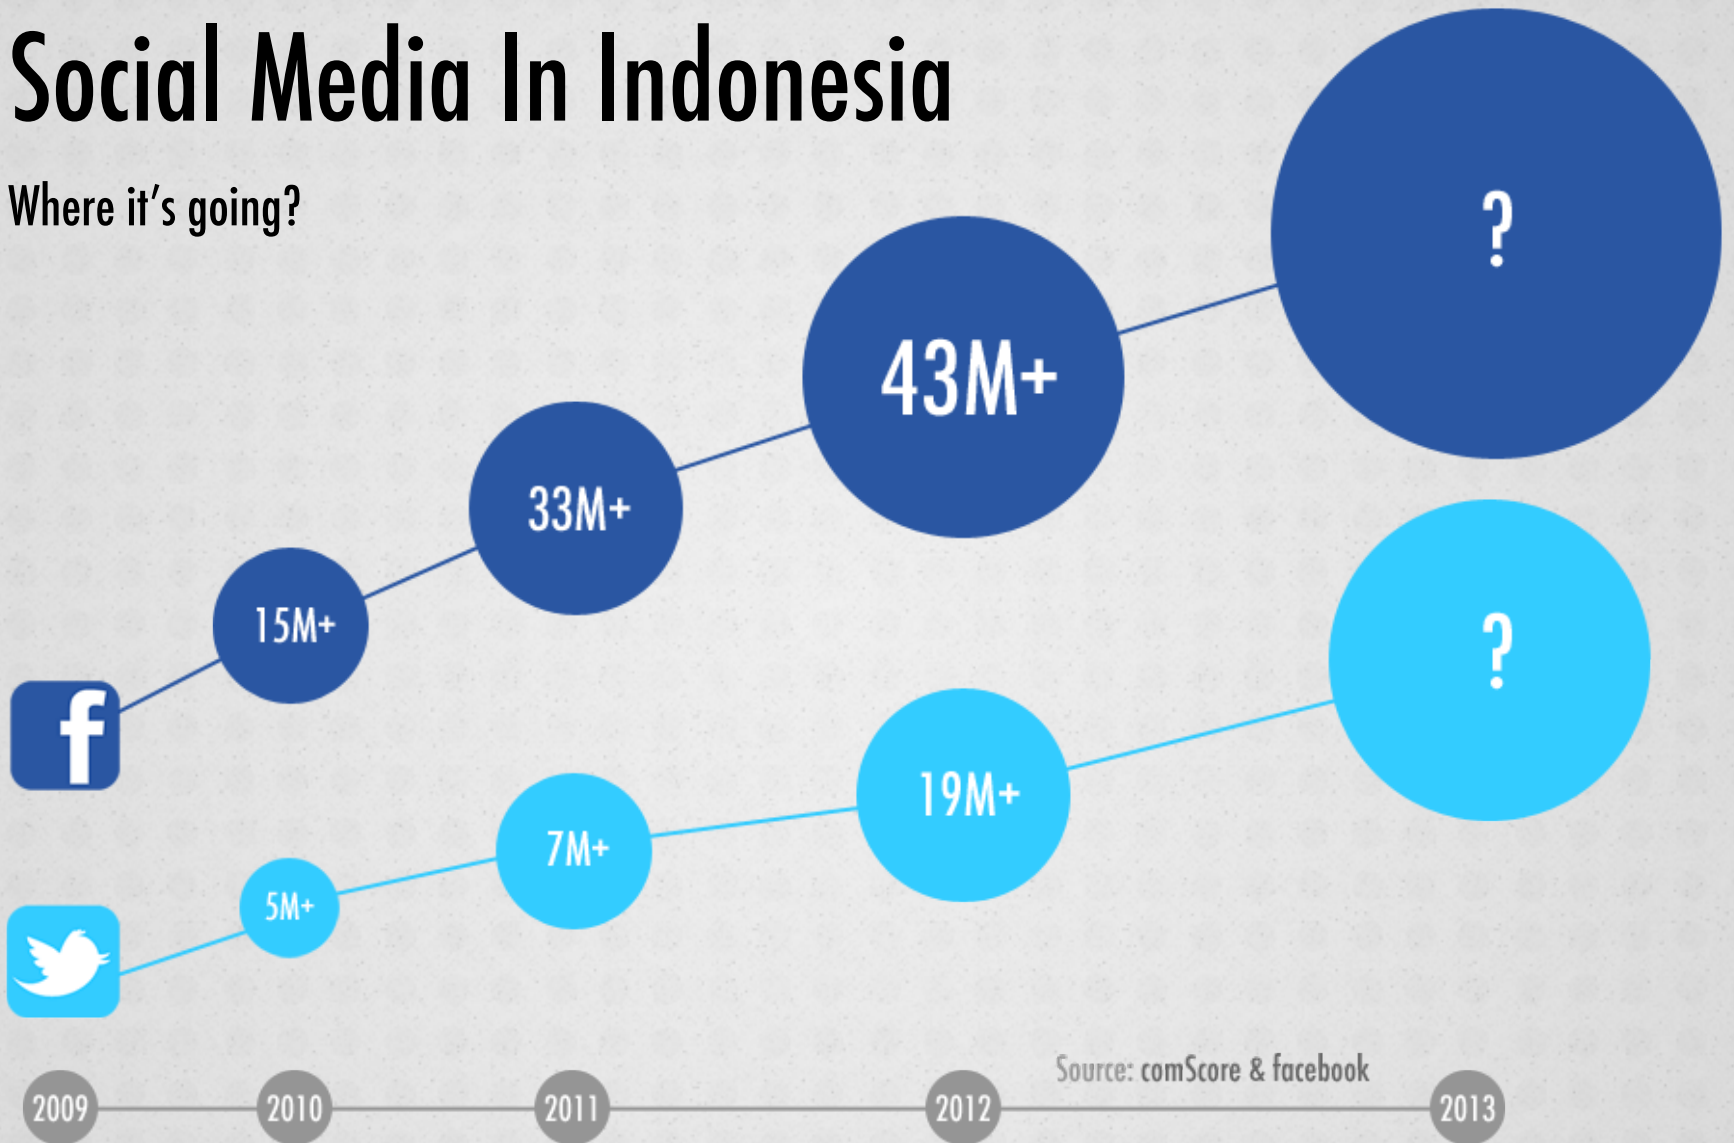 Social Media In Indonesia
Where it's going?
?
43M+
33M+
15M+
f
?
19M+
7M+
5M+
Source: comScore & facebook
2009 2010 2011 2012 2013